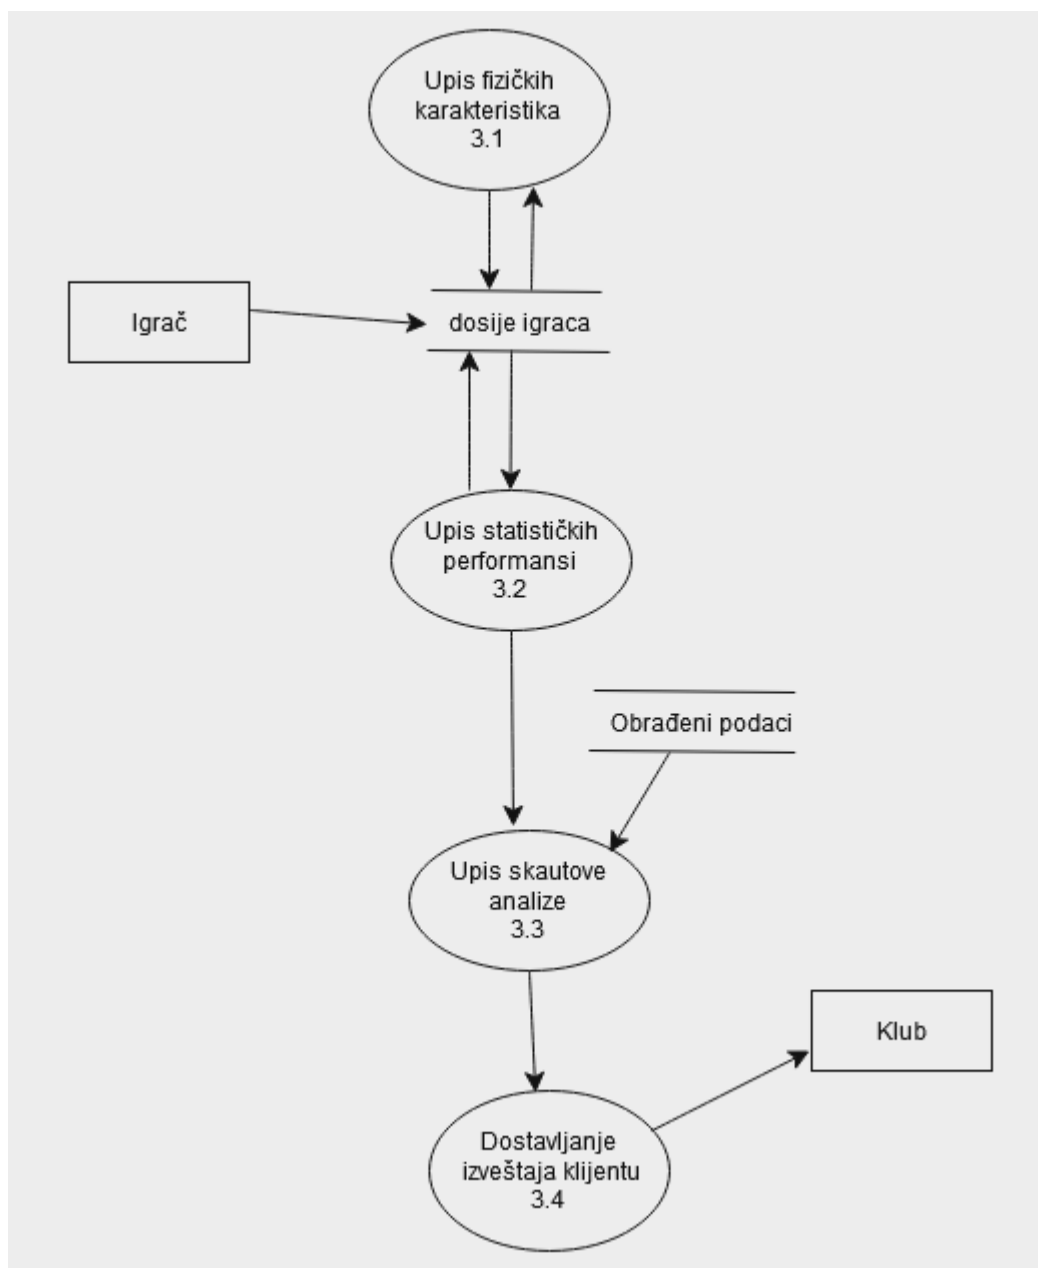 Upis fizičkih
karakteristika
3.1
Igrač
dosije igraca
Upis statističkih
performansi
3.2
Obrađeni podaci
Upis skautove
analize
3.3
Klub
Dostavljanje
izveštaja klijentu
3.4